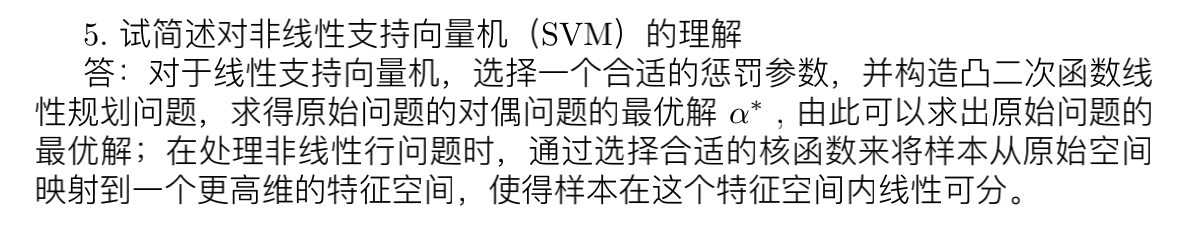 5. 试简述对非线性支持向量机（SVM）的理解
答：对于线性支持向量机，选择一个合适的惩罚参数，并构造凸二次函数线
性规划问题，求得原始问题的对偶问题的最优解 α* , 由此可以求出原始问题的
最优解；在处理非线性行问题时，通过选择合适的核函数来将样本从原始空间
映射到一个更高维的特征空间，使得样本在这个特征空间内线性可分。